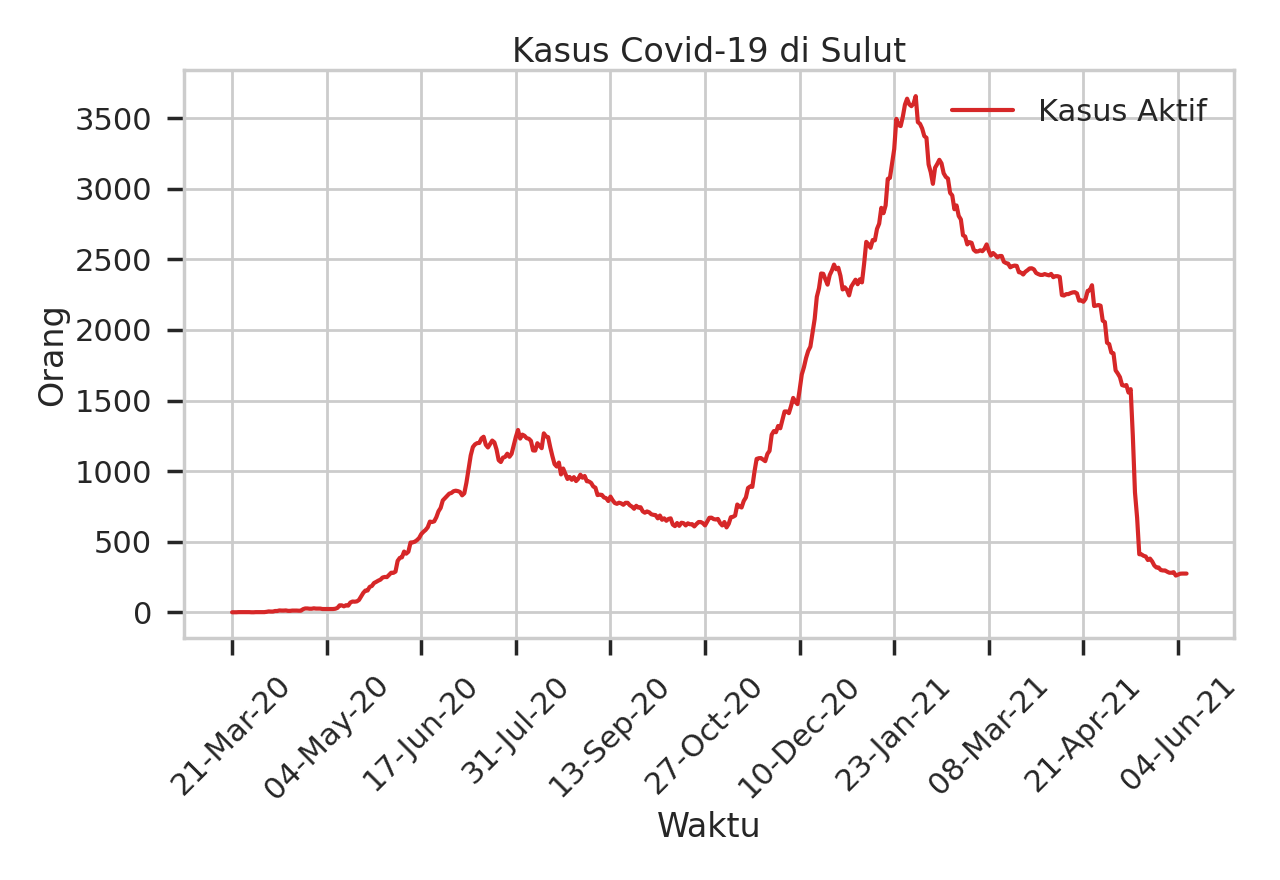 Kasus Covid-19 di Sulut
Kasus Aktif
3500
3000
2500
2000
1500
1000
500
0
Orang
21-Mar-20
04-May-20
17-Jun-20
31-Jul-20
13-Sep-20
27-Oct-20
10-Dec-20
23-Jan-21
08-Mar-21
21-Apr-21
04-Jun-21
Waktu